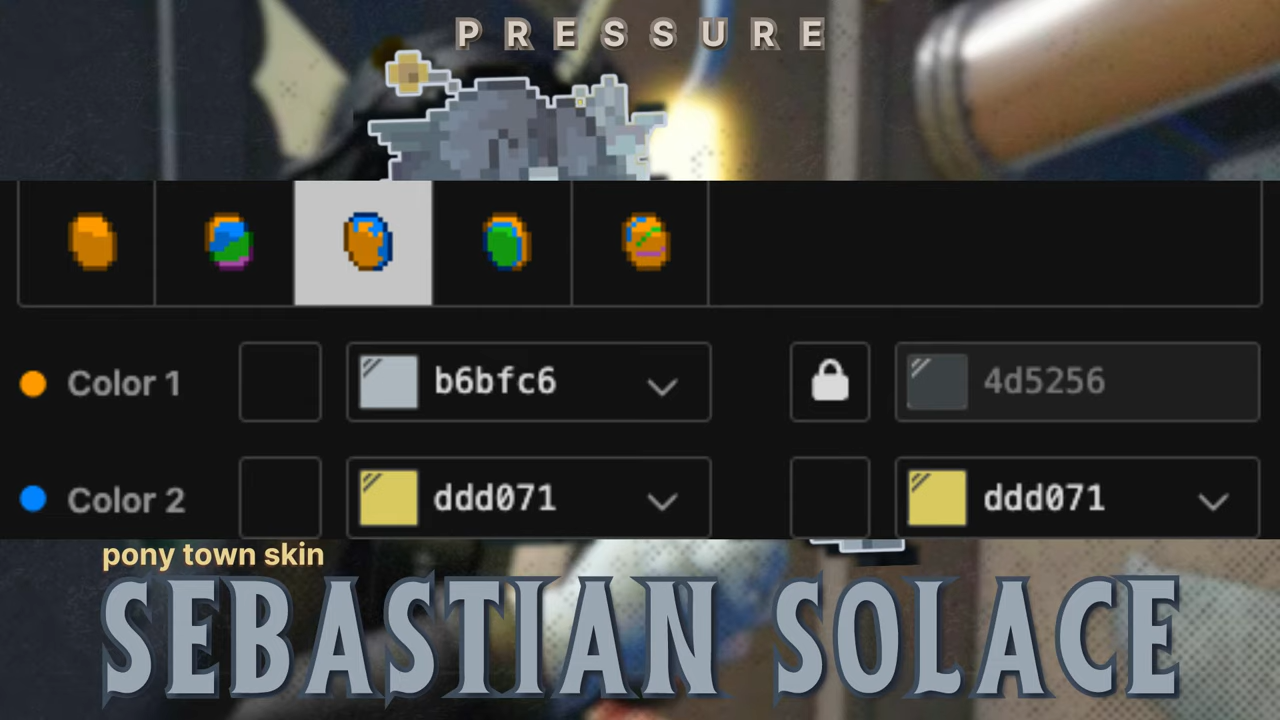 PRESSURE
Color 1 b6bfc6 4d5256
Color 2 ddd071 ddd071
pony town skin
SEBASTIAN SOLACE